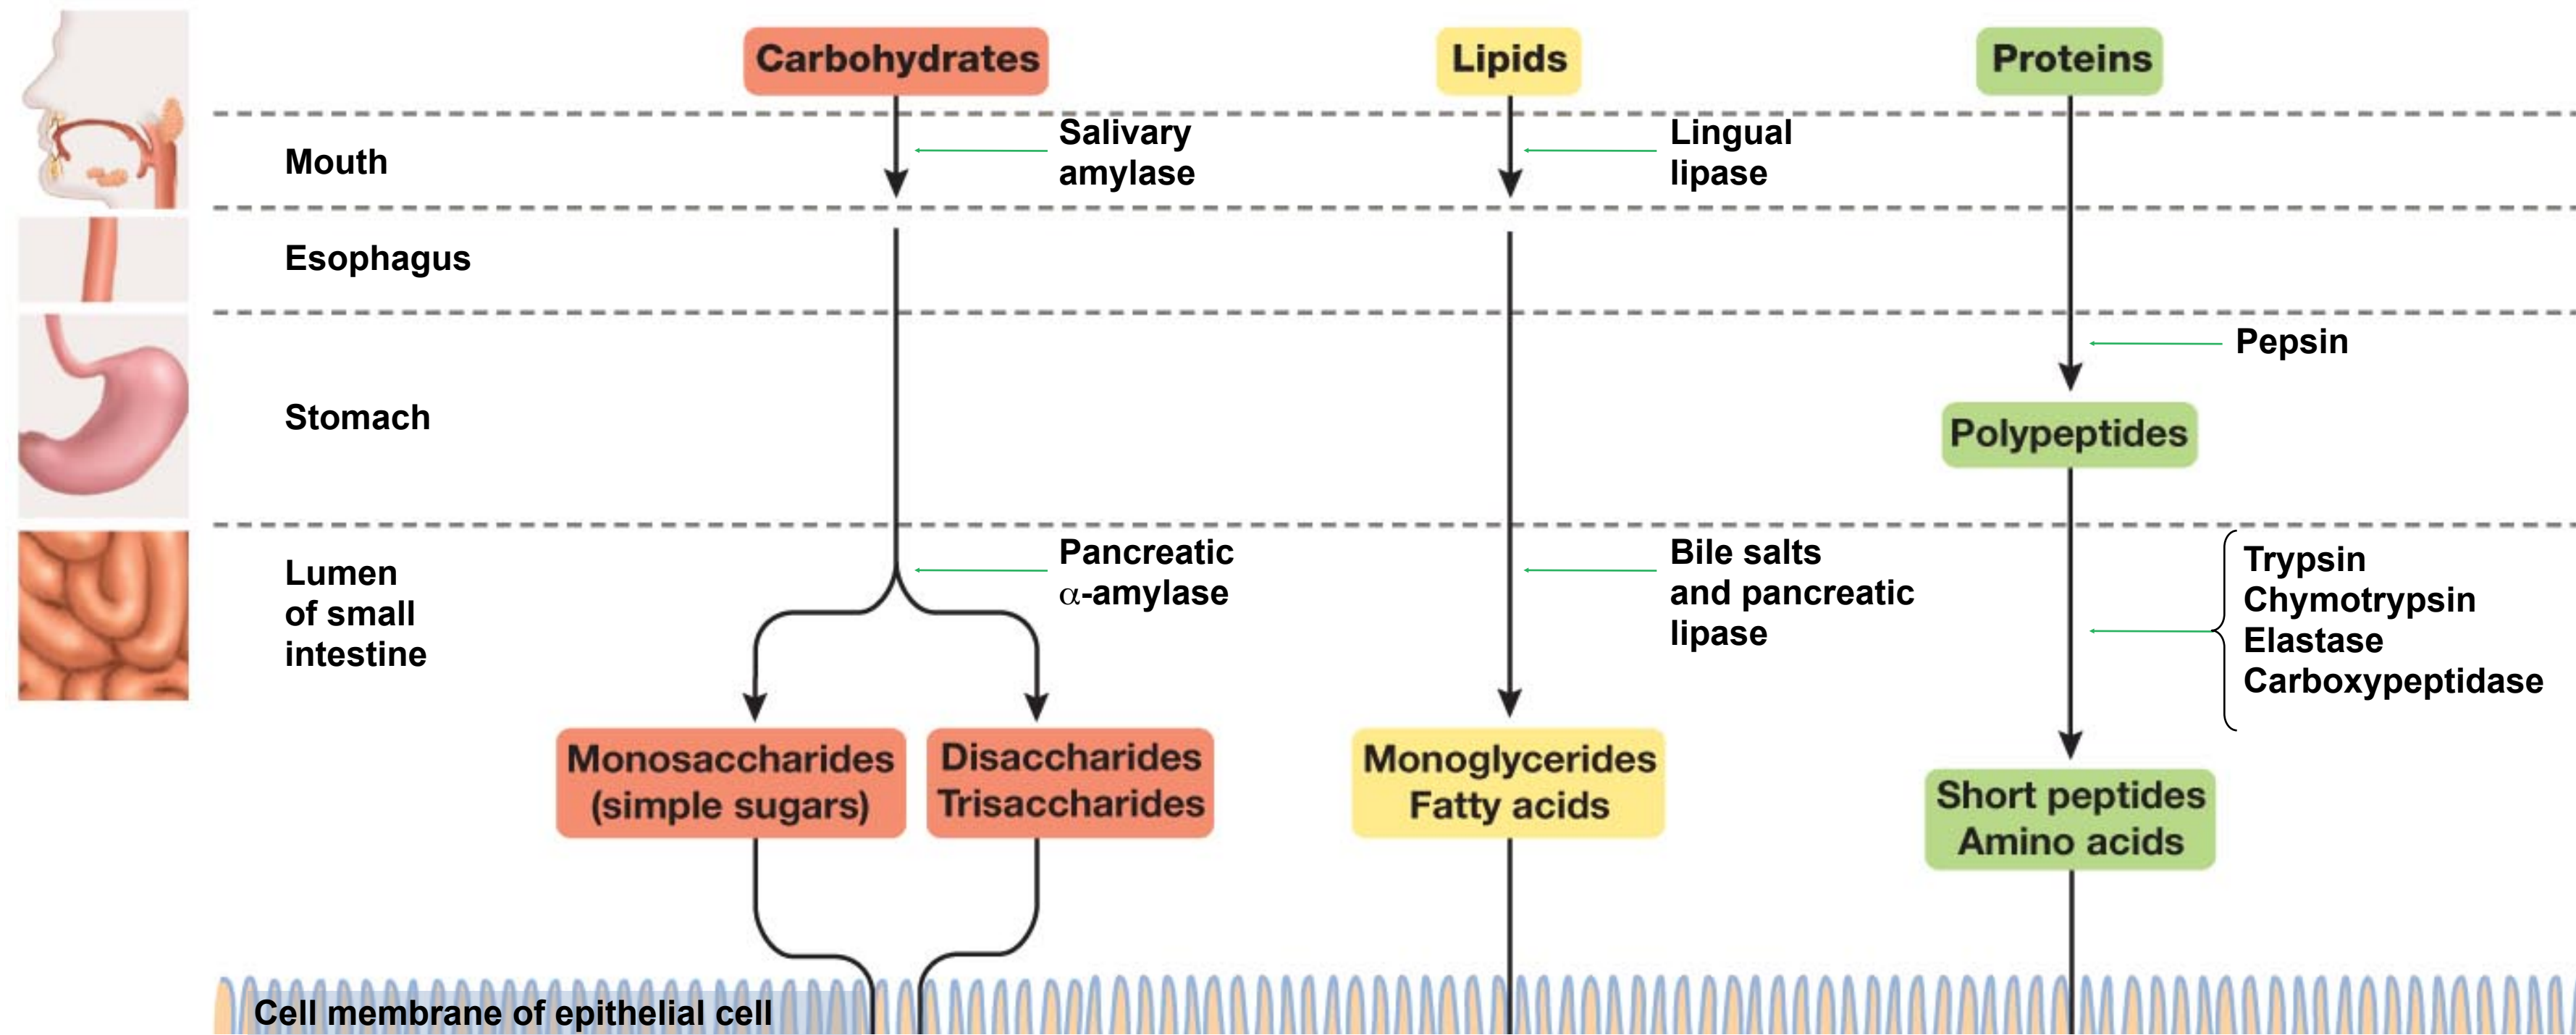 Carbohydrates
Lipids
Proteins
Mouth
Salivary
amylase
Lingual
lipase
Esophagus
Stomach
Pepsin
Polypeptides
Lumen
of small
intestine
Pancreatic
α-amylase
Bile salts
and pancreatic
lipase
Trypsin
Chymotrypsin
Elastase
Carboxypeptidase
Monosaccharides
(simple sugars)
Disaccharides
Trisaccharides
Monoglycerides
Fatty acids
Short peptides
Amino acids
Cell membrane of epithelial cell